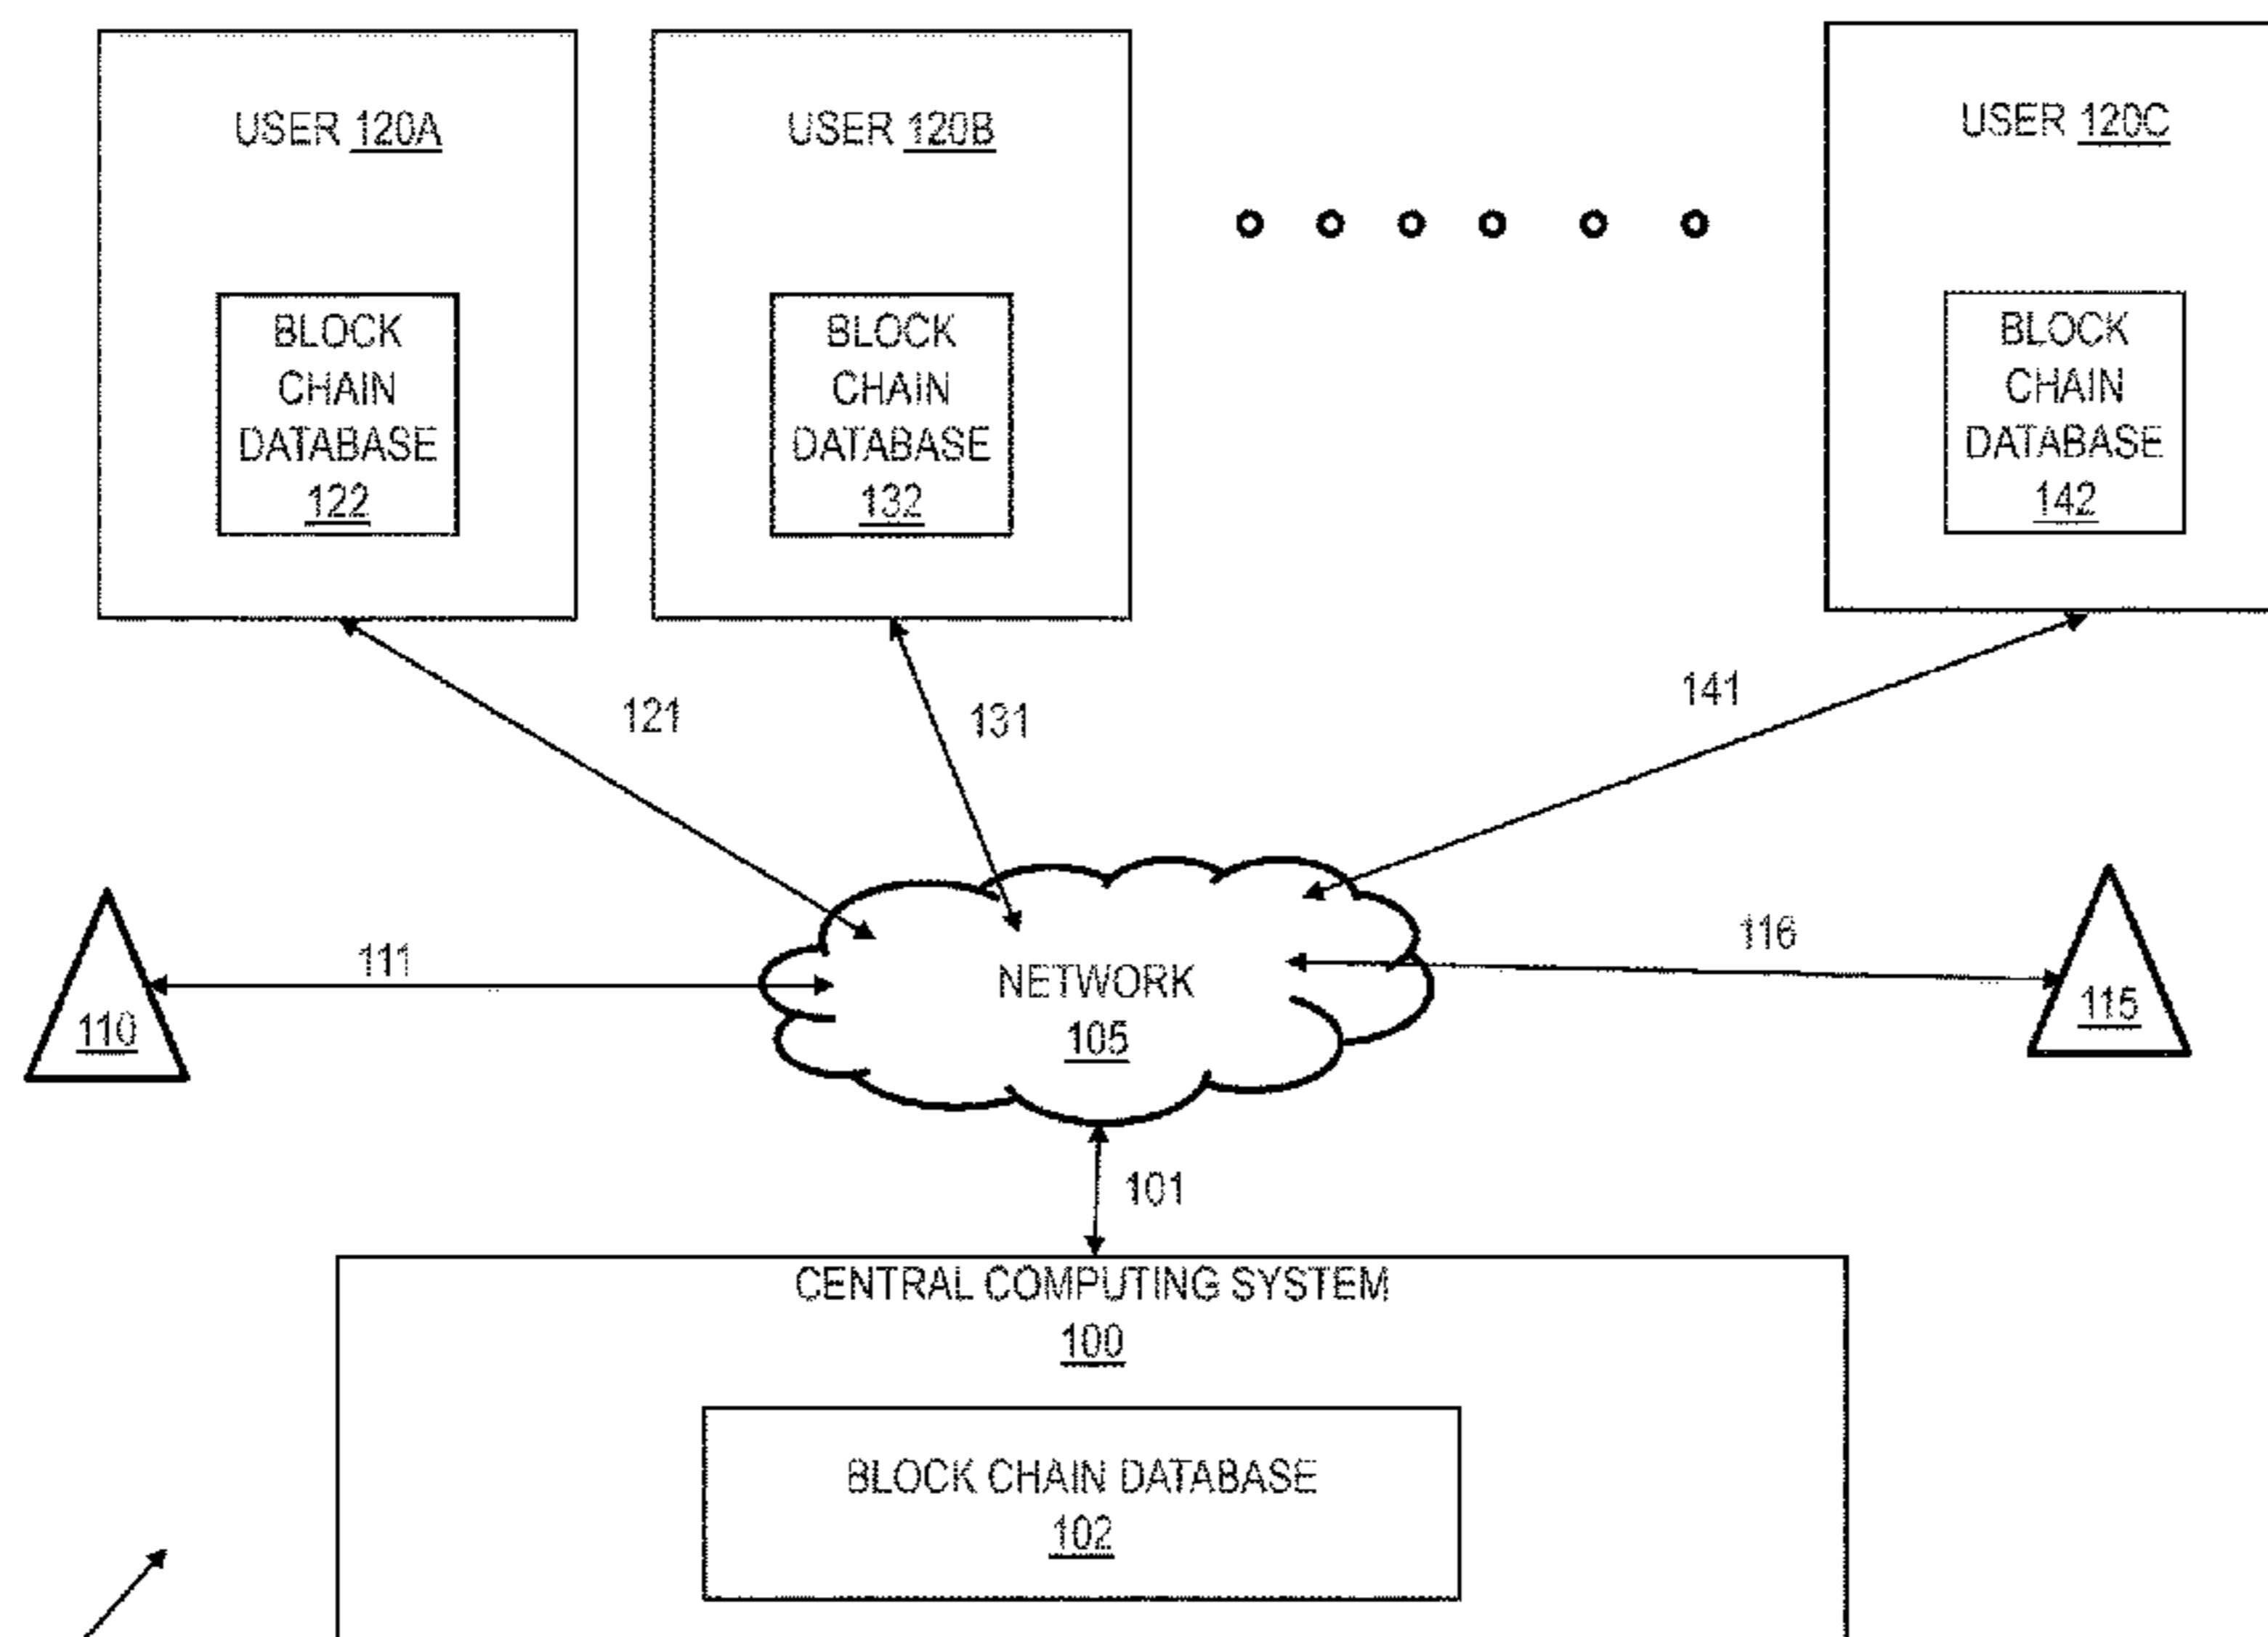 USER 120A
BLOCK
CHAIN
DATABASE
122
USER 120B
BLOCK
CHAIN
DATABASE
132
USER 120C
BLOCK
CHAIN
DATABASE
142
121
131
141
111
116
110
NETWORK
105
115
101
CENTRAL COMPUTING SYSTEM
100
BLOCK CHAIN DATABASE
102